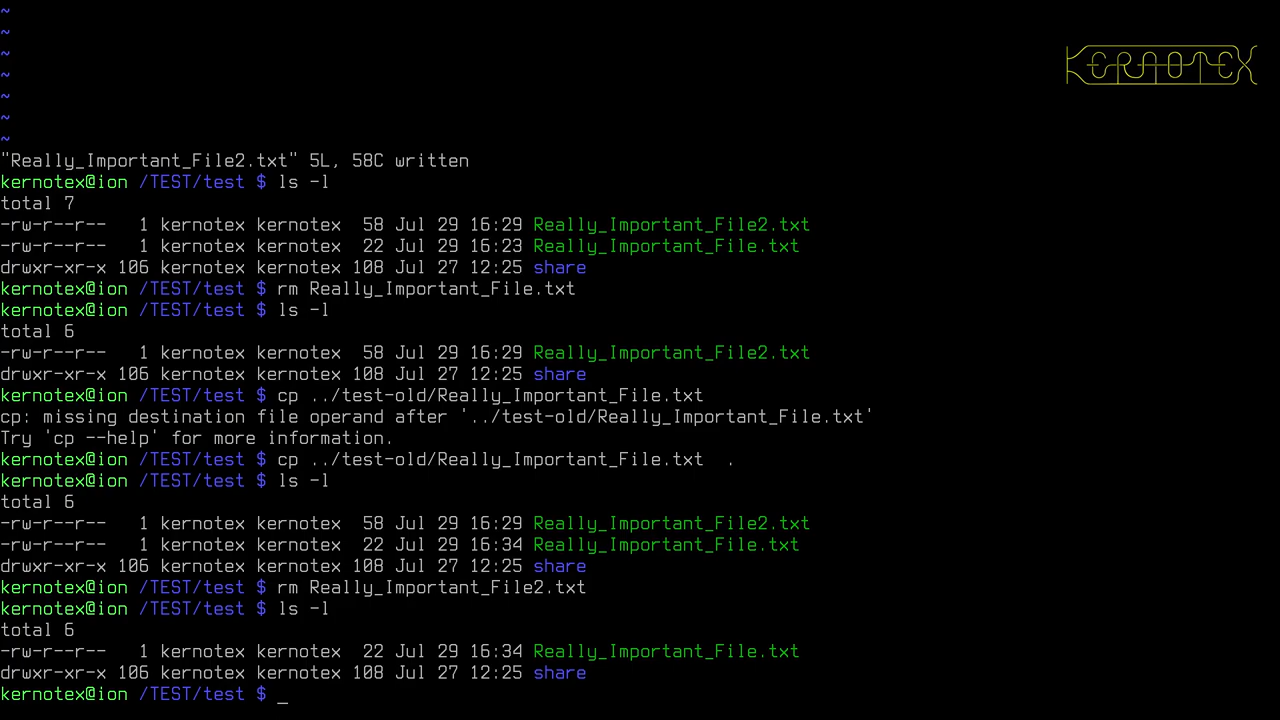 ~
~
~
~
~
~
~
KERNOTEX
"Really_Important_File2.txt" 5L, 58C written
kernotex@ion /TEST/test $ ls -l
total 7
-rw-r--r--   1 kernotex kernotex  58 Jul 29 16:29 Really_Important_File2.txt
-rw-r--r--   1 kernotex kernotex  22 Jul 29 16:23 Really_Important_File.txt
drwxr-xr-x 106 kernotex kernotex 108 Jul 27 12:25 share
kernotex@ion /TEST/test $ rm Really_Important_File.txt
kernotex@ion /TEST/test $ ls -l
total 6
-rw-r--r--   1 kernotex kernotex  58 Jul 29 16:29 Really_Important_File2.txt
drwxr-xr-x 106 kernotex kernotex 108 Jul 27 12:25 share
kernotex@ion /TEST/test $ cp ../test-old/Really_Important_File.txt
cp: missing destination file operand after '../test-old/Really_Important_File.txt'
Try 'cp --help' for more information.
kernotex@ion /TEST/test $ cp ../test-old/Really_Important_File.txt  .
kernotex@ion /TEST/test $ ls -l
total 6
-rw-r--r--   1 kernotex kernotex  58 Jul 29 16:29 Really_Important_File2.txt
-rw-r--r--   1 kernotex kernotex  22 Jul 29 16:34 Really_Important_File.txt
drwxr-xr-x 106 kernotex kernotex 108 Jul 27 12:25 share
kernotex@ion /TEST/test $ rm Really_Important_File2.txt
kernotex@ion /TEST/test $ ls -l
total 6
-rw-r--r--   1 kernotex kernotex  22 Jul 29 16:34 Really_Important_File.txt
drwxr-xr-x 106 kernotex kernotex 108 Jul 27 12:25 share
kernotex@ion /TEST/test $ _